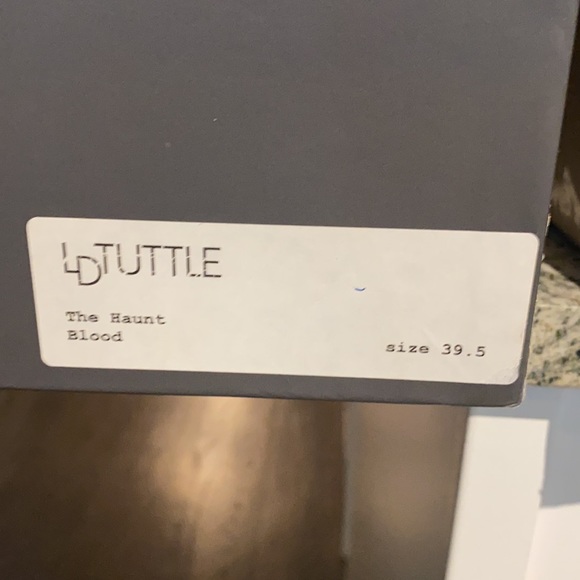 LDTUTTLE
The Haunt
Blood
size 39.5